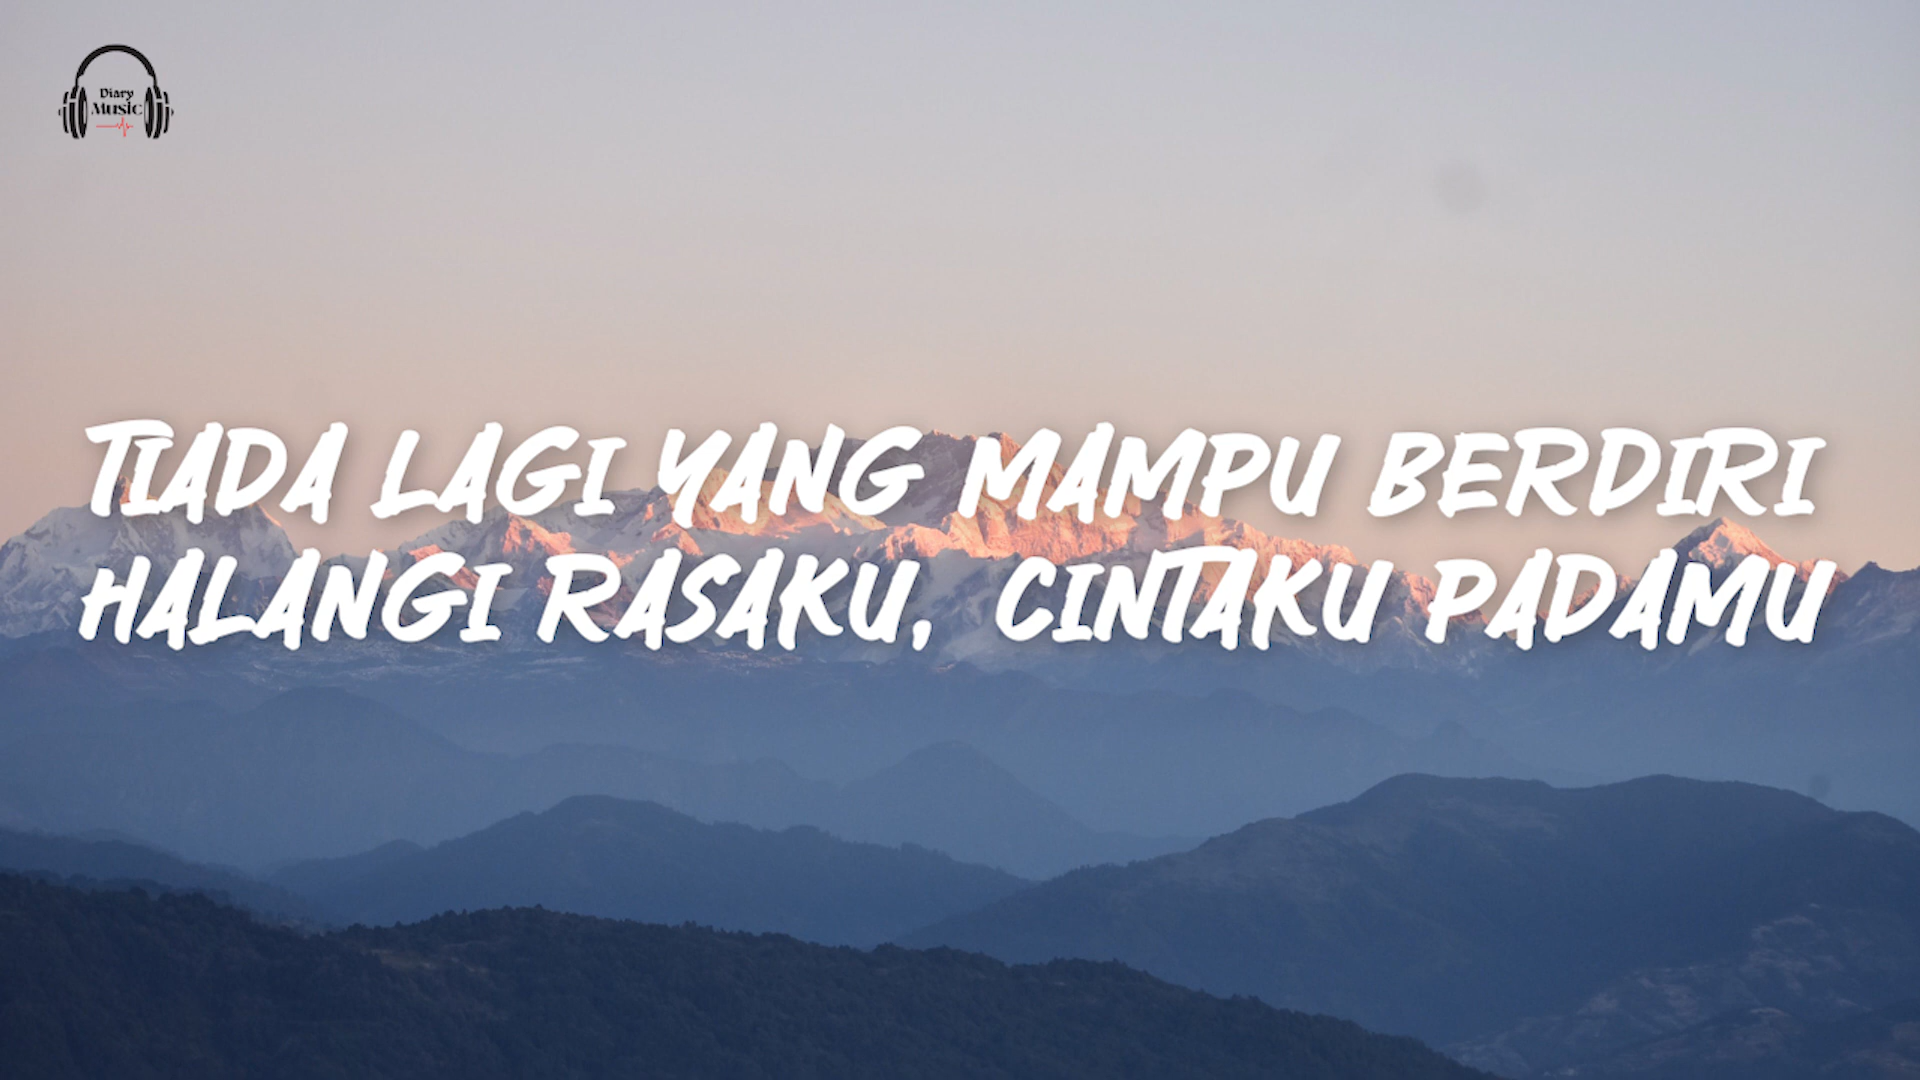 Diary
Music
TIADA LAGI YANG MAMPU BERDIRI
HALANGI RASAKU, CINTAKU PADAMU